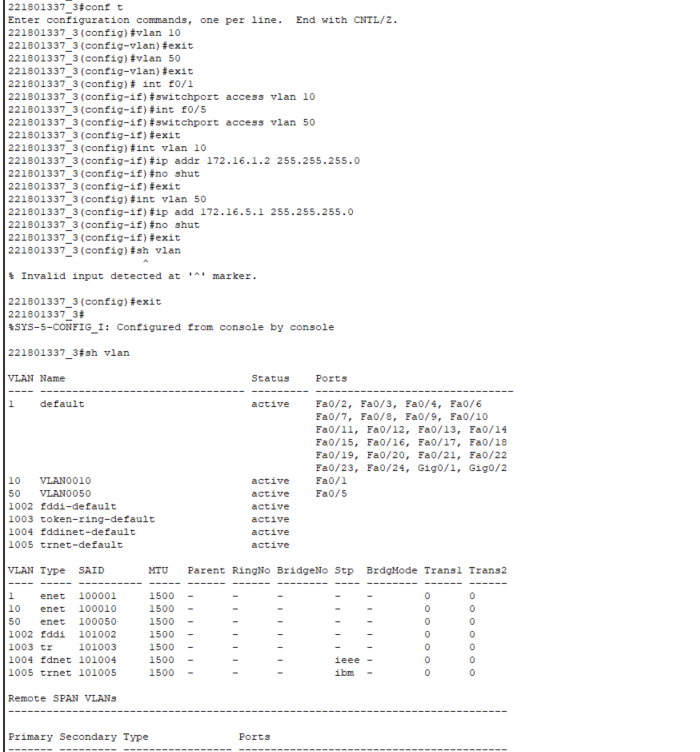 221801337_3#conf t
Enter configuration commands, one per line.  End with CNTL/Z.
221801337_3(config)#vlan 10
221801337_3(config-vlan)#exit
221801337_3(config)#vlan 50
221801337_3(config-vlan)#exit
221801337_3(config)# int f0/1
221801337_3(config-if)#switchport access vlan 10
221801337_3(config-if)#int f0/5
221801337_3(config-if)#switchport access vlan 50
221801337_3(config-if)#exit
221801337_3(config)#int vlan 10
221801337_3(config-if)#ip addr 172.16.1.2 255.255.255.0
221801337_3(config-if)#no shut
221801337_3(config-if)#exit
221801337_3(config)#int vlan 50
221801337_3(config-if)#ip add 172.16.5.1 255.255.255.0
221801337_3(config-if)#no shut
221801337_3(config-if)#exit
221801337_3(config)#sh vlan
^
% Invalid input detected at '^' marker.
221801337_3(config)#exit
221801337_3#
%SYS-5-CONFIG_I: Configured from console by console
221801337_3#sh vlan
VLAN Name                             Status    Ports
---- -------------------------------- --------- -------------------------------
1    default                          active    Fa0/2, Fa0/3, Fa0/4, Fa0/6
                                                Fa0/7, Fa0/8, Fa0/9, Fa0/10
                                                Fa0/11, Fa0/12, Fa0/13, Fa0/14
                                                Fa0/15, Fa0/16, Fa0/17, Fa0/18
                                                Fa0/19, Fa0/20, Fa0/21, Fa0/22
                                                Fa0/23, Fa0/24, Gig0/1, Gig0/2
10   VLAN0010                         active    Fa0/1
50   VLAN0050                         active    Fa0/5
1002 fddi-default                     active
1003 token-ring-default               active
1004 fddinet-default                  active
1005 trnet-default                    active
VLAN Type  SAID       MTU   Parent RingNo BridgeNo Stp  BrdgMode Trans1 Trans2
---- ----- ---------- ----- ------ ------ -------- ---- -------- ------ ------
1    enet  100001     1500  -      -      -        -    -        0      0
10   enet  100010     1500  -      -      -        -    -        0      0
50   enet  100050     1500  -      -      -        -    -        0      0
1002 fddi  101002     1500  -      -      -        -    -        0      0
1003 tr    101003     1500  -      -      -        -    -        0      0
1004 fdnet 101004     1500  -      -      -        ieee -        0      0
1005 trnet 101005     1500  -      -      -        ibm  -        0      0
Remote SPAN VLANs
------------------------------------------------------------------------------
Primary Secondary Type              Ports
------- --------- ----------------- ------------------------------------------